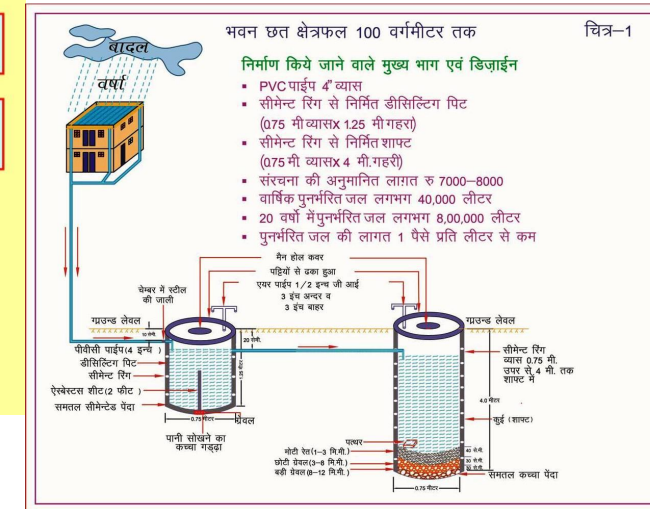 भवन छत क्षेत्रफल 100 वर्गमीटर तक
चित्र–1
बादल
वर्षा
निर्माण किये जाने वाले मुख्य भाग एवं डिज़ाईन
▪ PVC पाईप 4" व्यास
▪ सीमेन्ट रिंग से निर्मित डीसिल्टिंग पिट
(0.75 मी व्यास x 1.25 मी गहरा)
▪ सीमेन्ट रिंग से निर्मित शाफ्ट
(0.75 मी व्यास x 4 मी. गहरी)
▪ संरचना की अनुमानित लाग़त रु 7000–8000
▪ वार्षिक पुनर्भरित जल लगभग 40,000 लीटर
▪ 20 वर्षो में पुनर्भरित जल लगभग 8,00,000 लीटर
▪ पुनर्भरित जल की लागत 1 पैसे प्रति लीटर से कम
मैन होल कवर
पट्टियों से ढका हुआ
एयर पाईप 1/2 इन्च जी आई
3 इंच अन्दर व
3 इंच बाहर
चेम्बर में स्टील
की जाली
ग्राउन्ड लेवल
ग्राउन्ड लेवल
पीवीसी पाईप(4 इन्च )
डीसिल्टिंग पिट
सीमेन्ट रिंग
ऐस्बेस्टस शीट(2 फीट )
समतल सीमेन्टेड पेंदा
0.75 मीटर
ग्रेवल
पानी सोखने का
कच्चा गड्ढ़ा
सीमेन्ट रिंग
व्यास 0.75 मी.
उपर से 4 मी. तक
शाफ्ट में
4.0 मीटर
कुई (शाफ्ट)
पत्थर
मोटी रेत(1–3 मि.मी.)
छोटी ग्रेवल(3–8 मि.मी.)
बड़ी ग्रेवल(8–12 मि.मी.)
समतल कच्चा पेंदा
0.75 मीटर